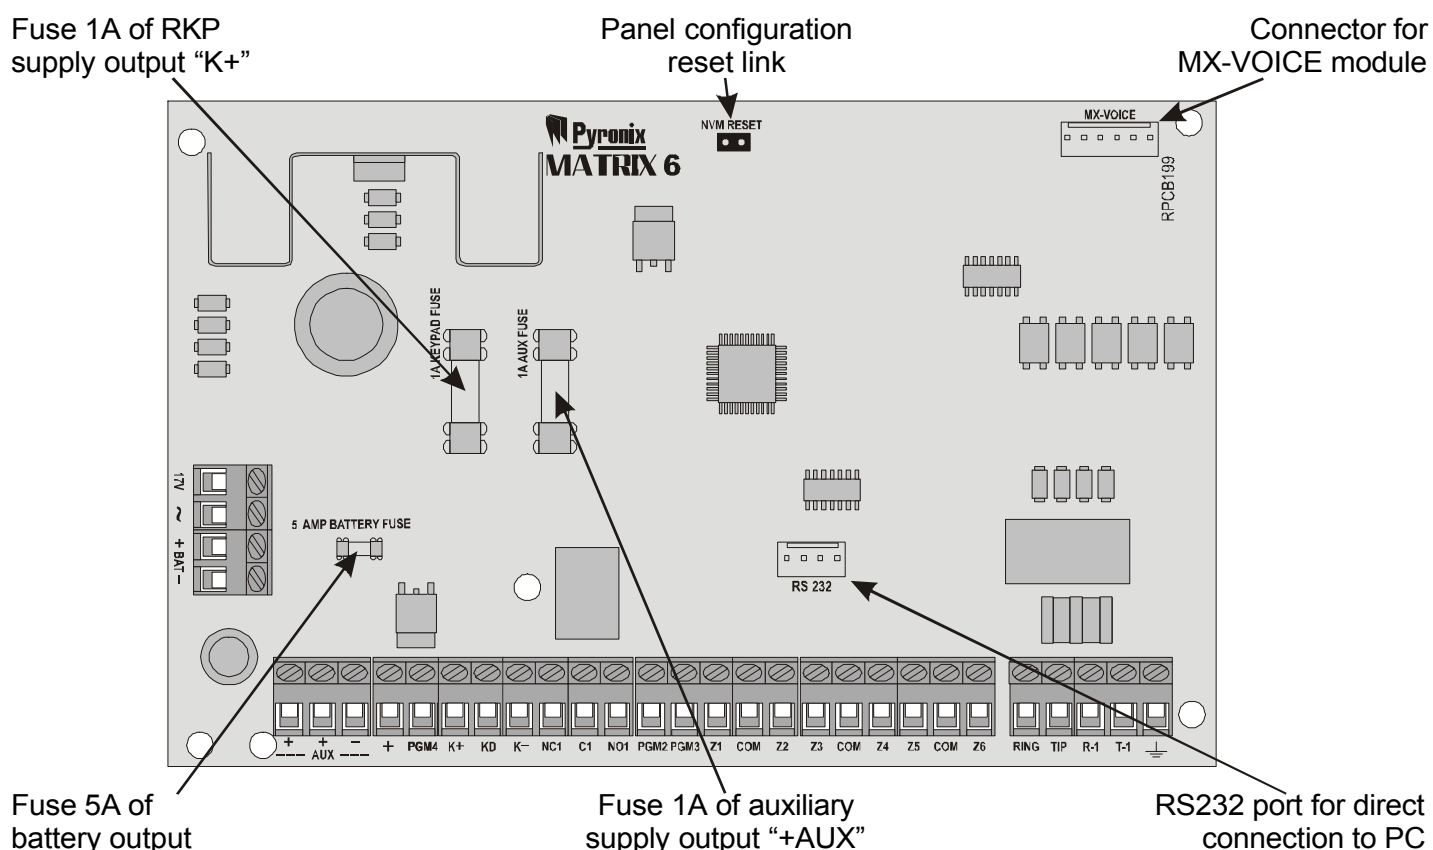 Fuse 1A of RKP
supply output “K+”
Panel configuration
reset link
Connector for
MX-VOICE module
NVM RESET
MX-VOICE
Pyronix
MATRIX 6
RPCB199
1A KEYPAD FUSE
1A AUX FUSE
17V
~
+ BAT –
5 AMP BATTERY FUSE
RS 232
+ + – + PGM4 K+ KD K– NC1 C1 NO1 PGM2 PGM3 Z1 COM Z2 Z3 COM Z4 Z5 COM Z6 RING TIP R-1 T-1
AUX
Fuse 5A of
battery output
Fuse 1A of auxiliary
supply output “+AUX”
RS232 port for direct
connection to PC